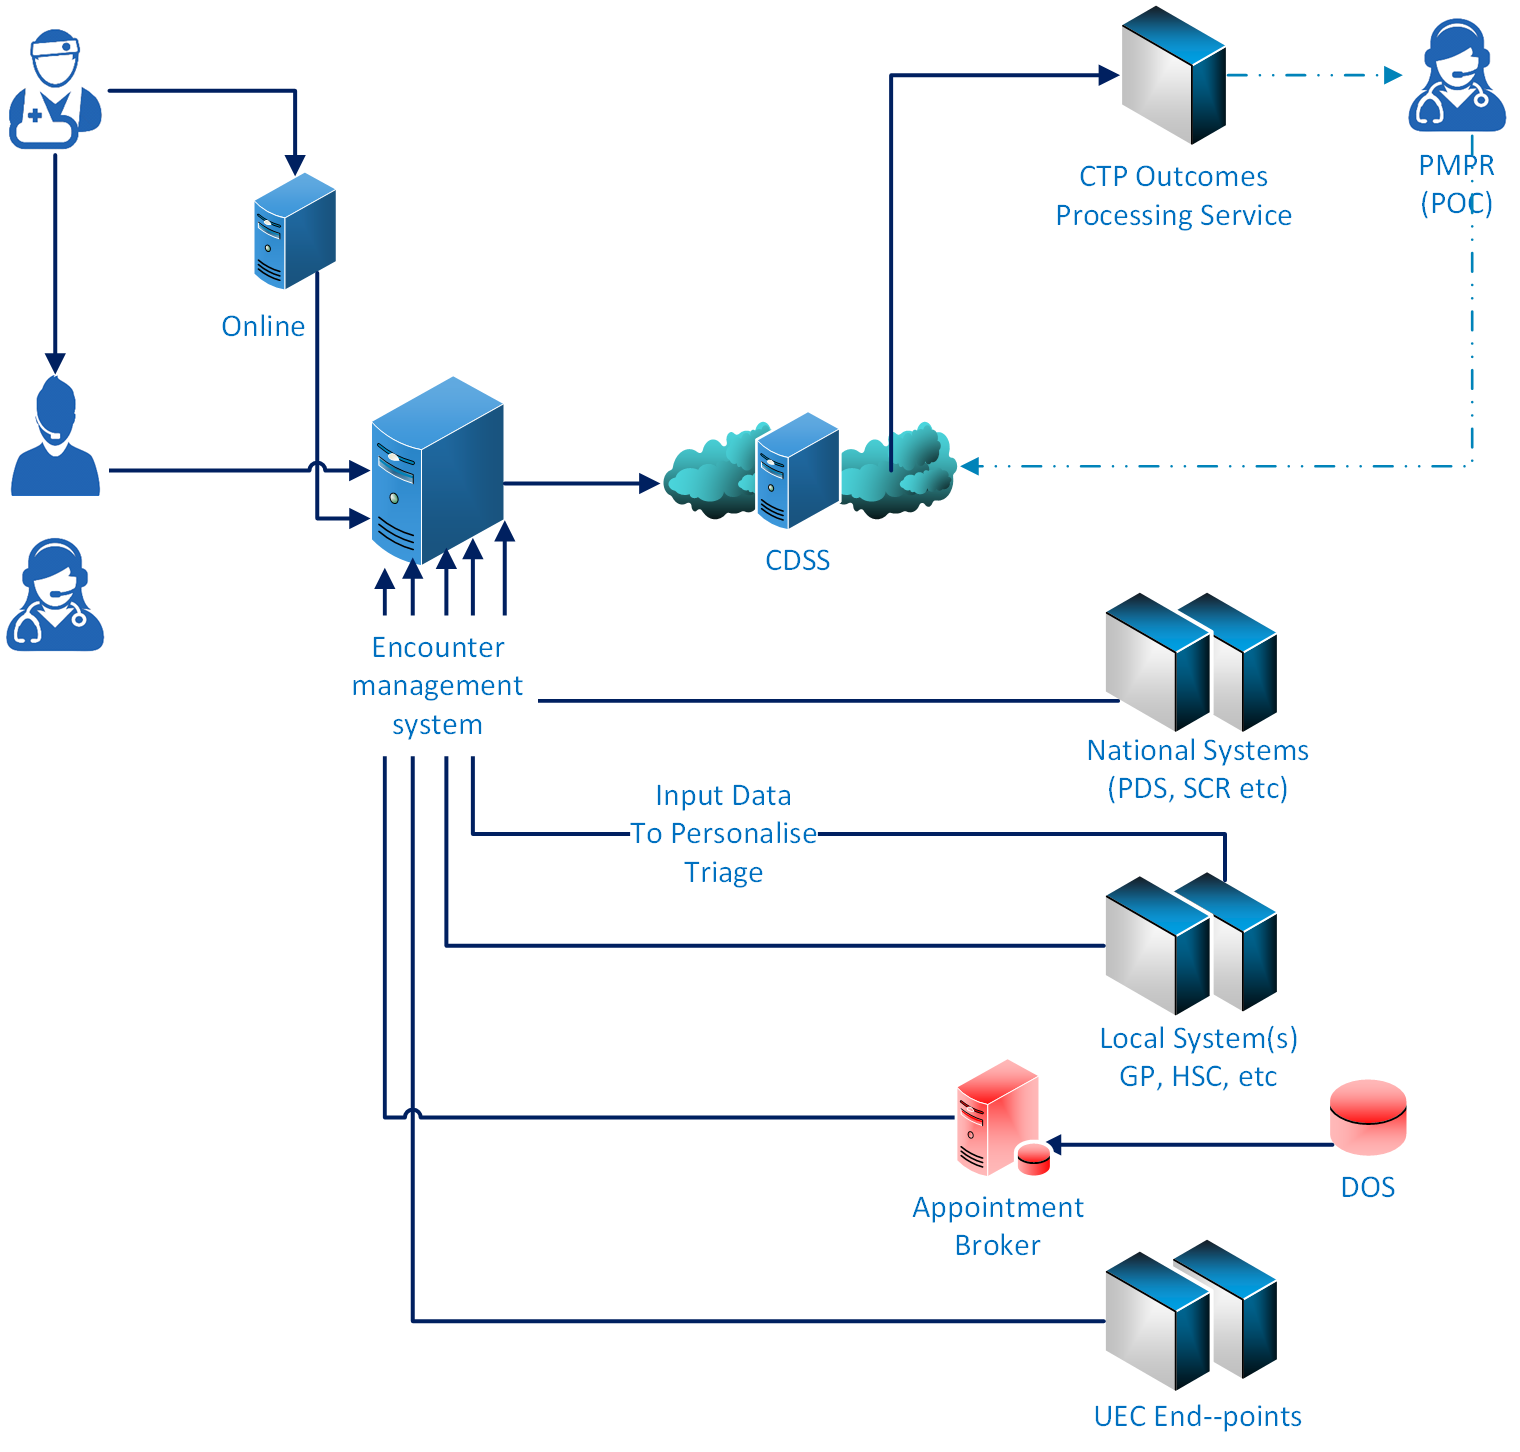 CTP Outcomes
Processing Service
PMPR
(POC)
Online
CDSS
Encounter
management
system
National Systems
(PDS, SCR etc)
Input Data
To Personalise
Triage
Local System(s)
GP, HSC, etc
Appointment
Broker
DOS
UEC End--points